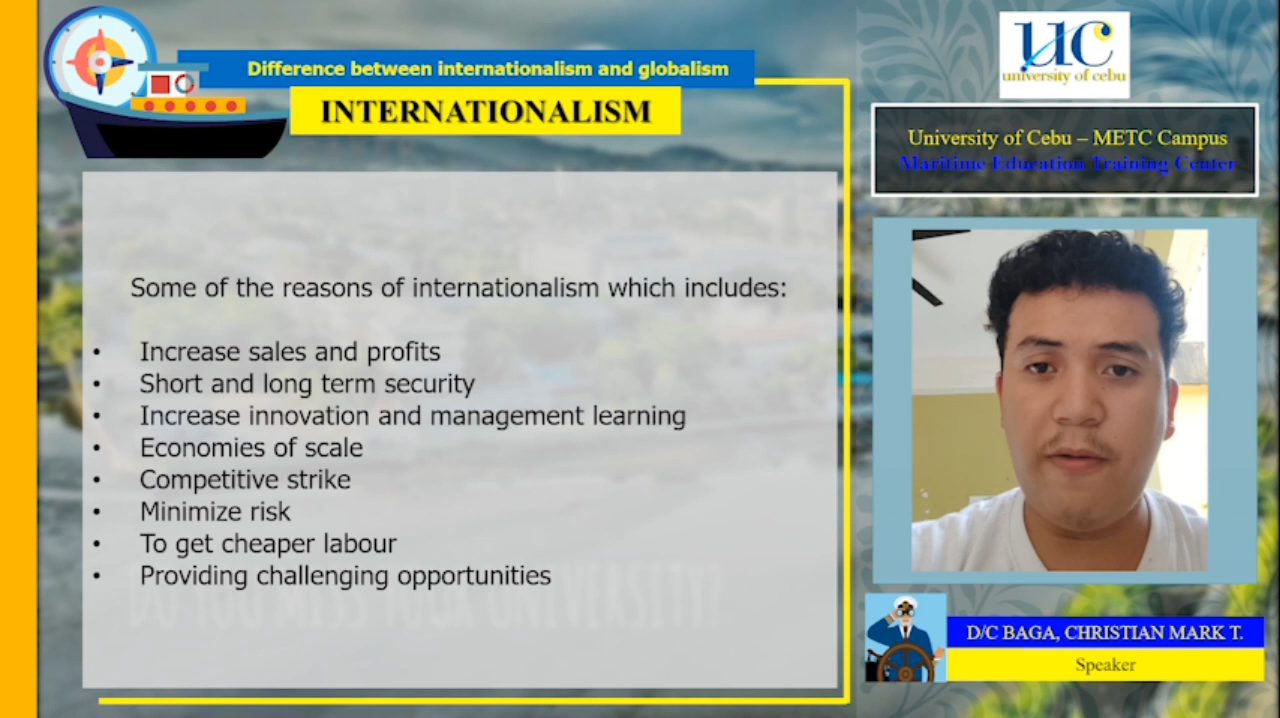 Difference between internationalism and globalism
INTERNATIONALISM
Some of the reasons of internationalism which includes:
• Increase sales and profits
• Short and long term security
• Increase innovation and management learning
• Economies of scale
• Competitive strike
• Minimize risk
• To get cheaper labour
• Providing challenging opportunities
UC
university of cebu
University of Cebu – METC Campus
Maritime Education Training Center
D/C BAGA, CHRISTIAN MARK T.
Speaker